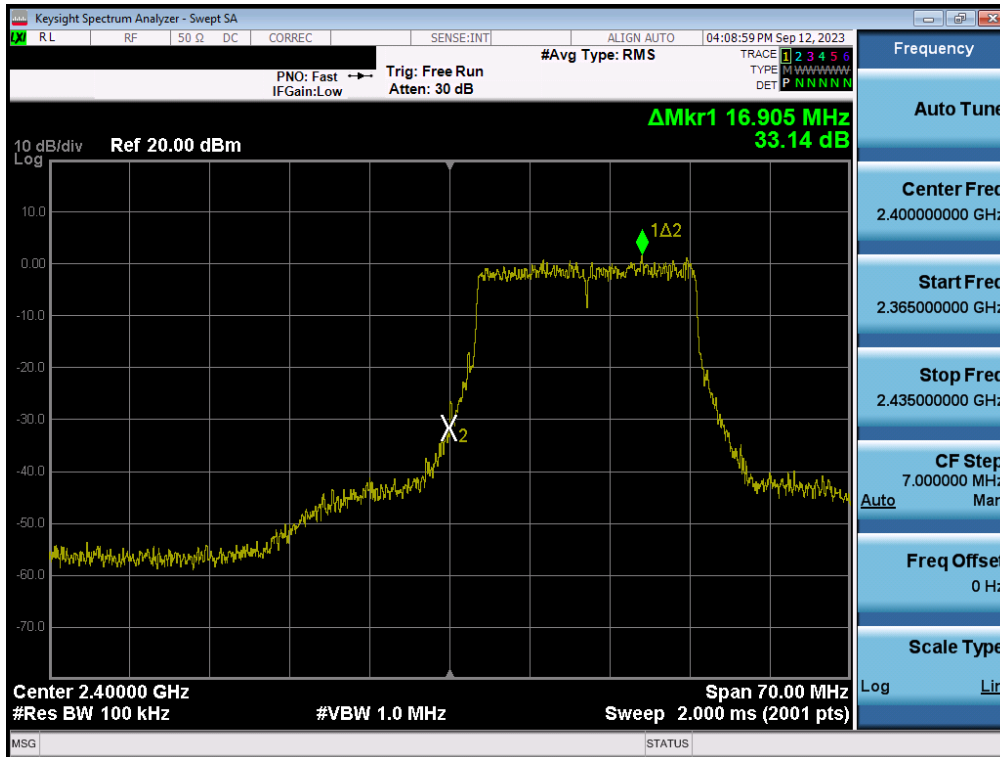 Keysight Spectrum Analyzer - Swept SA
LXI RL RF 50 Ω DC CORREC SENSE:INT ALIGN AUTO 04:08:59 PM Sep 12, 2023
#Avg Type: RMS
TRACE 1 2 3 4 5 6
PNO: Fast Trig: Free Run
TYPE M WWWWW
IFGain:Low Atten: 30 dB
DET P N N N N N
ΔMkr1 16.905 MHz
33.14 dB
10 dB/div Ref 20.00 dBm
Log
10.0
0.00
-10.0
-20.0
-30.0
-40.0
-50.0
-60.0
-70.0
1Δ2
2
Center 2.40000 GHz Span 70.00 MHz
#Res BW 100 kHz #VBW 1.0 MHz Sweep 2.000 ms (2001 pts)
MSG STATUS
Frequency
Auto Tune
Center Freq
2.400000000 GHz
Start Freq
2.365000000 GHz
Stop Freq
2.435000000 GHz
CF Step
7.000000 MHz
Auto Man
Freq Offset
0 Hz
Scale Type
Log Lin